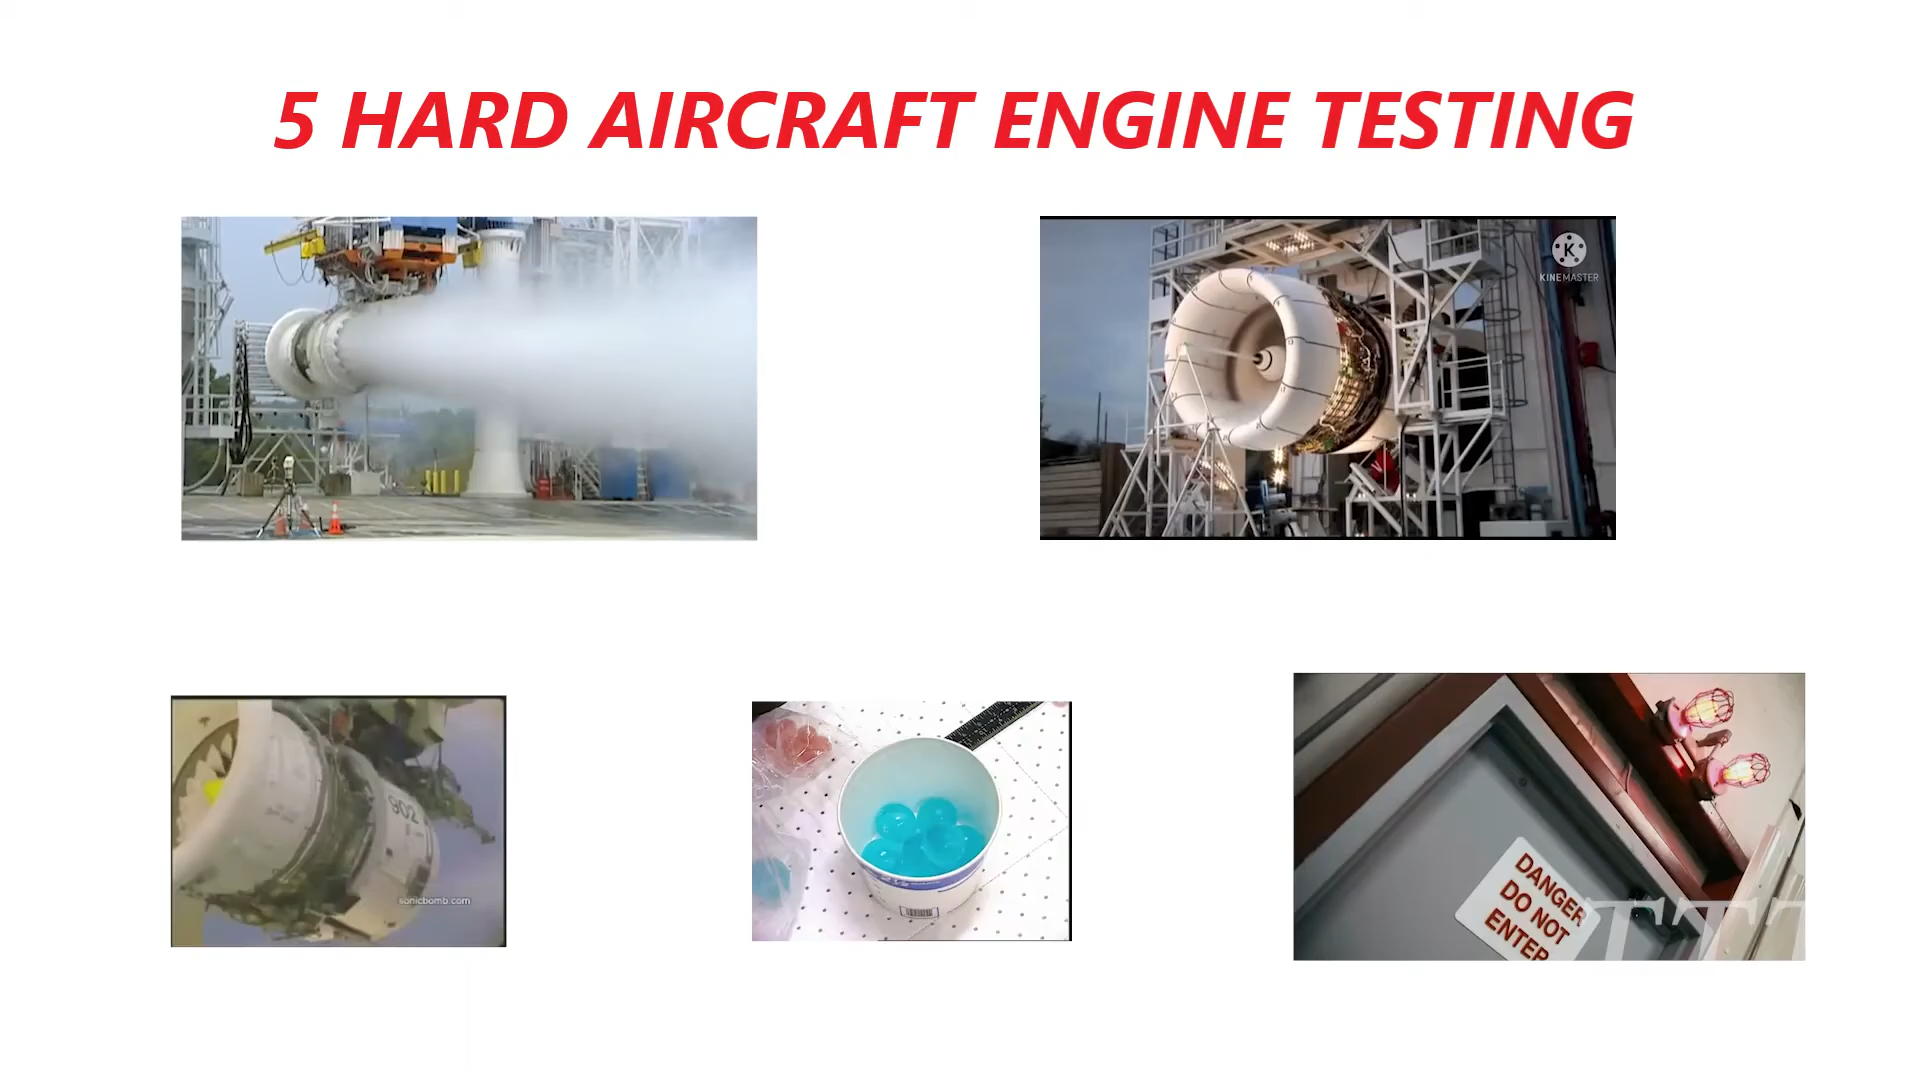 5 HARD AIRCRAFT ENGINE TESTING
K
KINEMASTER
902
sonicbomb.com
DANGER
DO NOT
ENTER